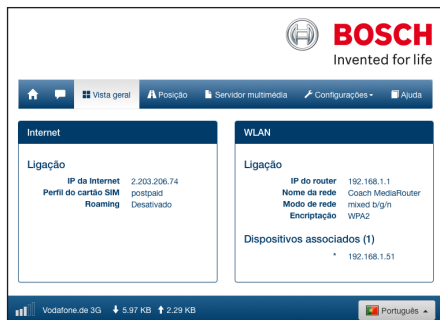 BOSCH
Invented for life
Vista geral
Posição
Servidor multimédia
Configurações
Ajuda
Internet
Ligação
IP da Internet 2.203.206.74
Perfil do cartão SIM postpaid
Roaming Desativado
WLAN
Ligação
IP do router 192.168.1.1
Nome da rede Coach MediaRouter
Modo de rede mixed b/g/n
Encriptação WPA2
Dispositivos associados (1)
* 192.168.1.51
Vodafone.de 3G 5.97 KB 2.29 KB
Português